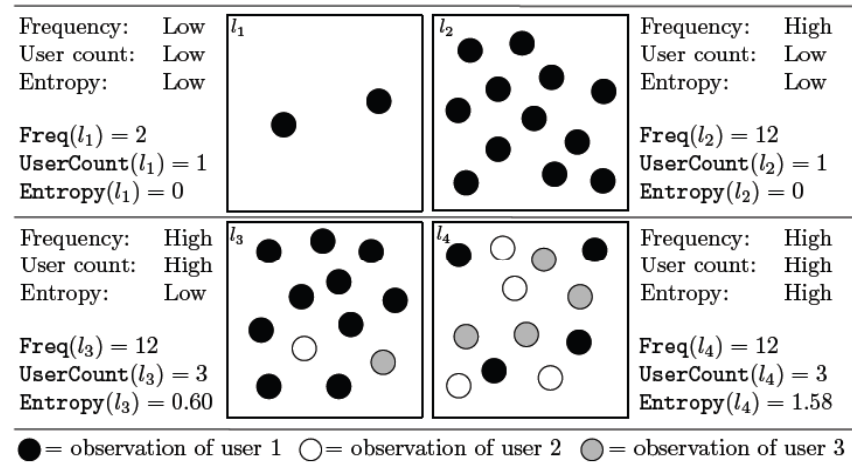 Frequency: Low
User count: Low
Entropy: Low
Freq(l₁) = 2
UserCount(l₁) = 1
Entropy(l₁) = 0
l₁
l₂
Frequency: High
User count: Low
Entropy: Low
Freq(l₂) = 12
UserCount(l₂) = 1
Entropy(l₂) = 0
Frequency: High
User count: High
Entropy: Low
Freq(l₃) = 12
UserCount(l₃) = 3
Entropy(l₃) = 0.60
l₃
l₄
Frequency: High
User count: High
Entropy: High
Freq(l₄) = 12
UserCount(l₄) = 3
Entropy(l₄) = 1.58
= observation of user 1 = observation of user 2 = observation of user 3